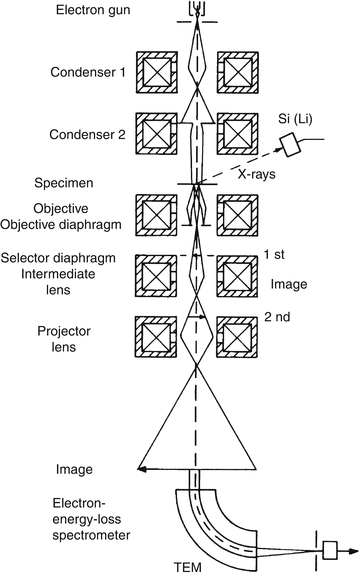 Electron gun
Condenser 1
Condenser 2
Si (Li)
X-rays
Specimen
Objective
Objective diaphragm
Selector diaphragm
Intermediate
lens
1 st
Image
2 nd
Projector
lens
Image
Electron-
energy-loss
spectrometer
TEM